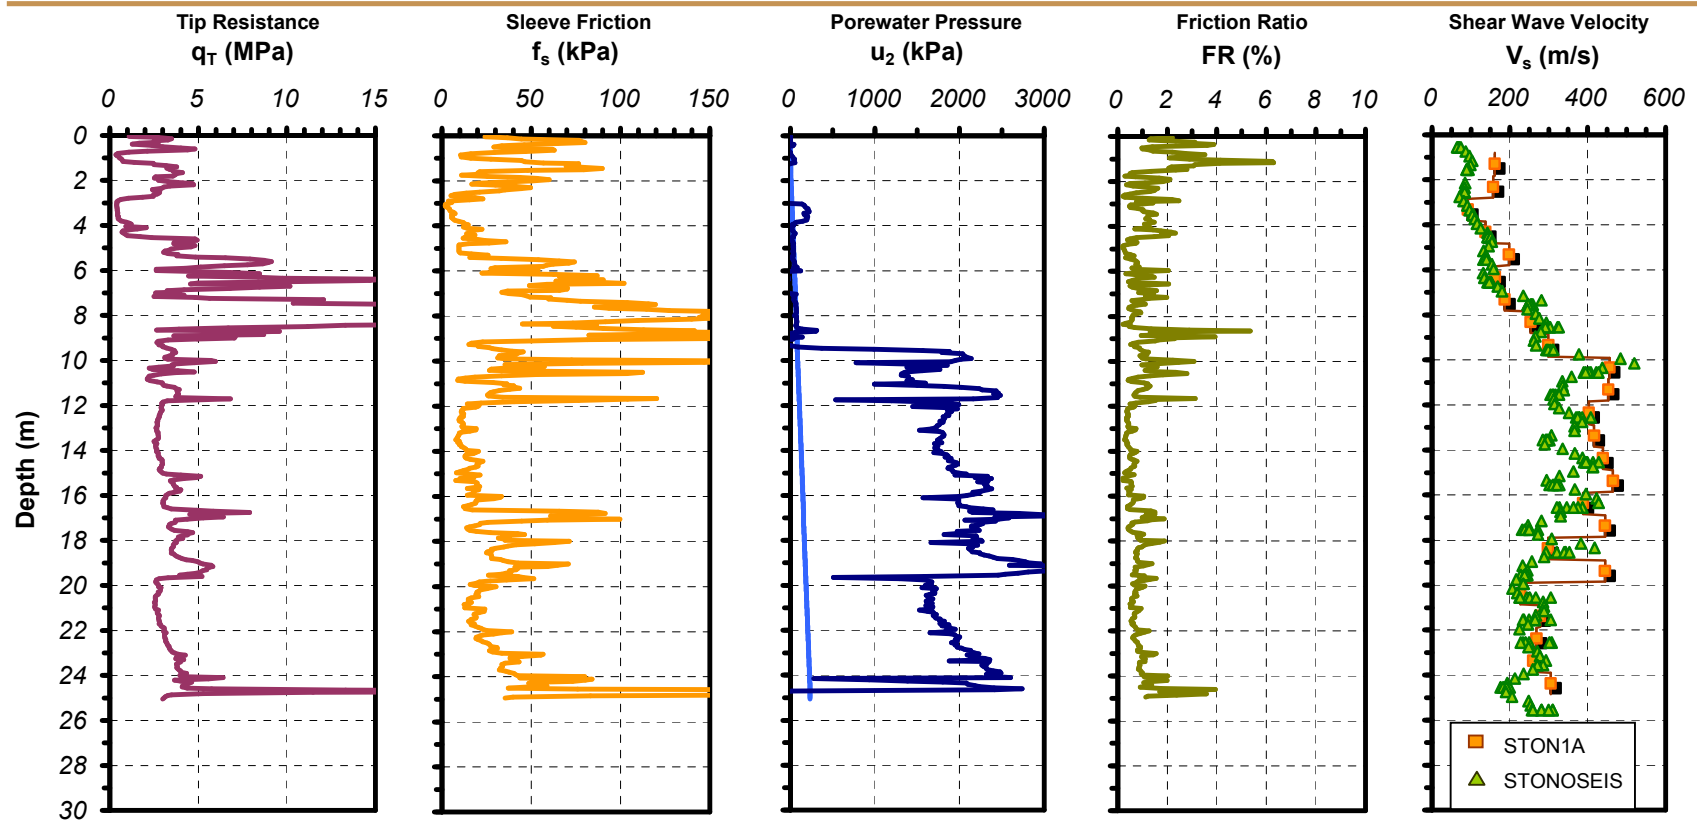 Tip Resistance Sleeve Friction Porewater Pressure Friction Ratio Shear Wave Velocity
qT (MPa) fs (kPa) u2 (kPa) FR (%) Vs (m/s)
0 5 10 15 0 50 100 150 0 1000 2000 3000 0 2 4 6 8 10 0 200 400 600
0
2
4
6
8
10
12
14
16
18
20
22
24
26
28
30
Depth (m)
STON1A
STONOSEIS